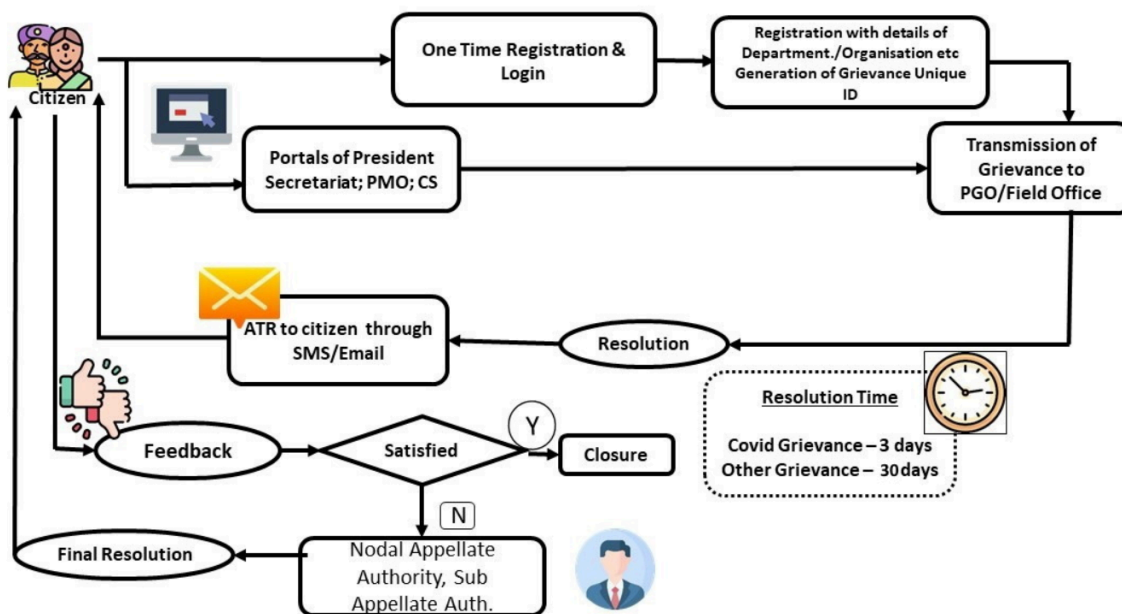 Citizen
One Time Registration &
Login
Registration with details of
Department./Organisation etc
Generation of Grievance Unique
ID
Portals of President
Secretariat; PMO; CS
Transmission of
Grievance to
PGO/Field Office
ATR to citizen through
SMS/Email
Resolution
Resolution Time
Covid Grievance – 3 days
Other Grievance – 30 days
Feedback
Satisfied
Y
Closure
N
Final Resolution
Nodal Appellate
Authority, Sub
Appellate Auth.